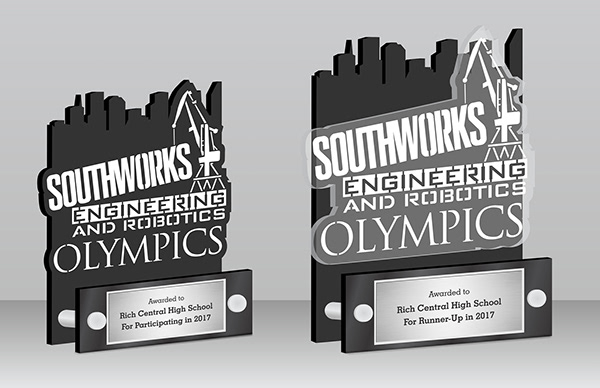 SOUTHWORKS
ENGINEERING
AND ROBOTICS
OLYMPICS
Awarded to
Rich Central High School
For Participating in 2017
SOUTHWORKS
ENGINEERING
AND ROBOTICS
OLYMPICS
Awarded to
Rich Central High School
For Runner-Up in 2017